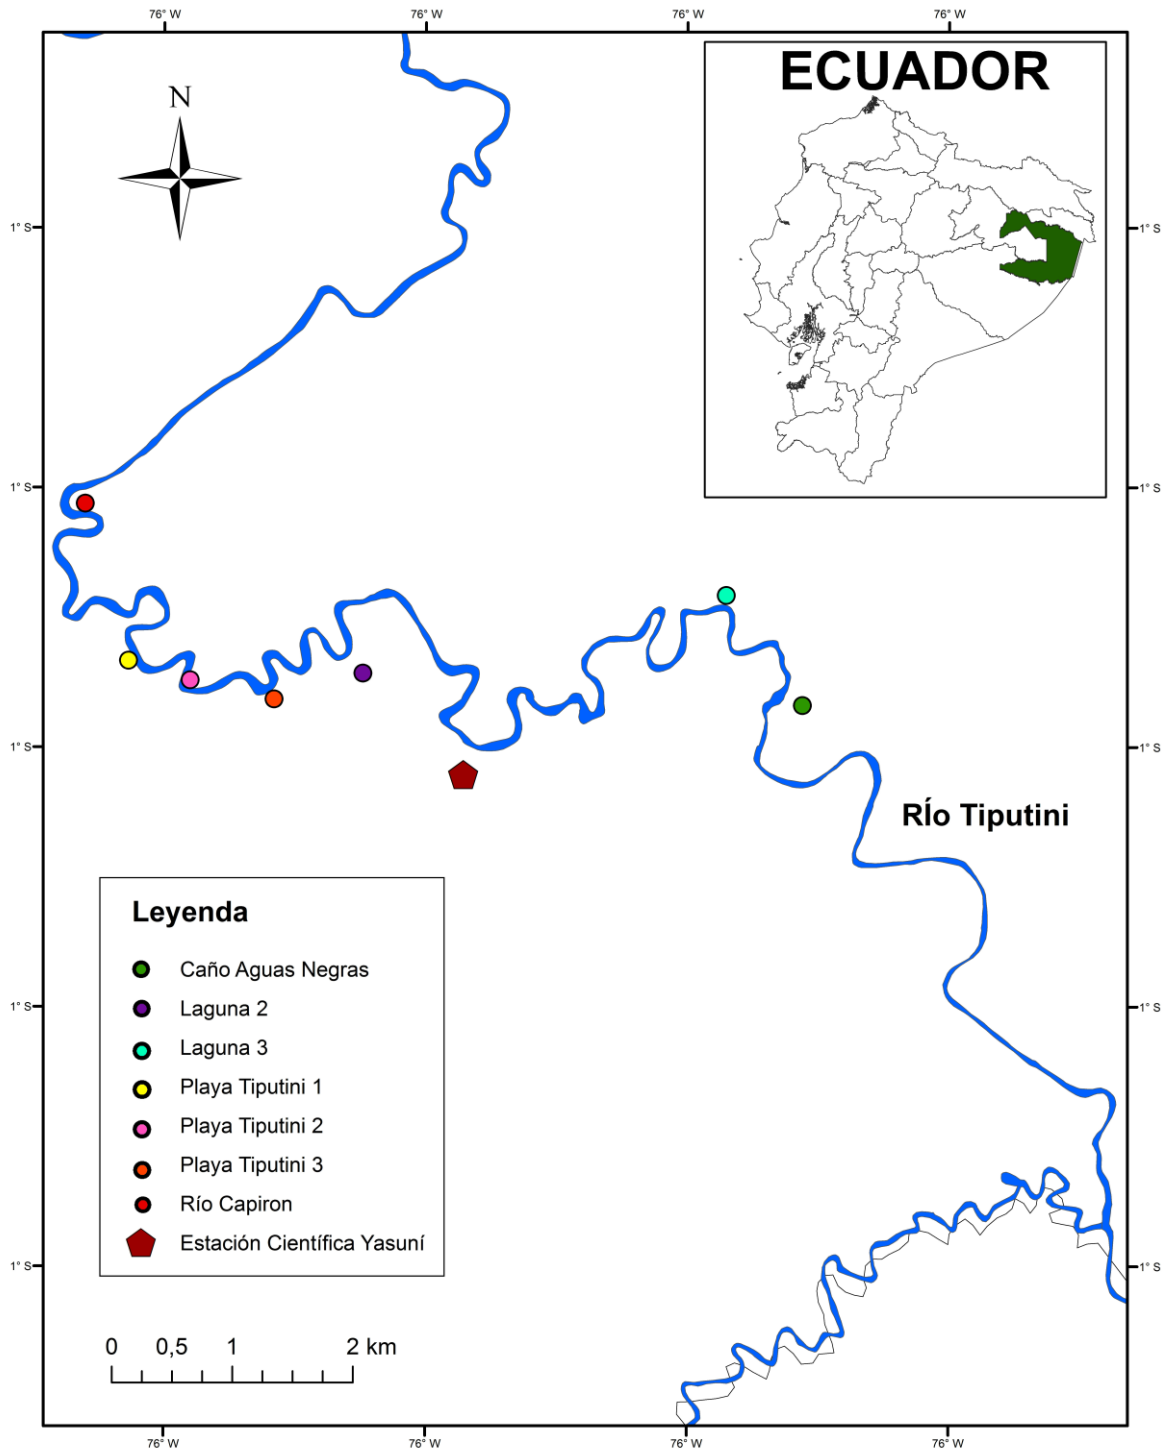 76° W 76° W 76° W 76° W
ECUADOR
N
1° S 1° S
1° S 1° S
1° S 1° S
RÍo Tiputini
Leyenda
Caño Aguas Negras
Laguna 2
Laguna 3
Playa Tiputini 1
Playa Tiputini 2
Playa Tiputini 3
Río Capiron
Estación Científica Yasuní
1° S 1° S
1° S 1° S
0 0,5 1 2 km
76° W 76° W 76° W 76° W